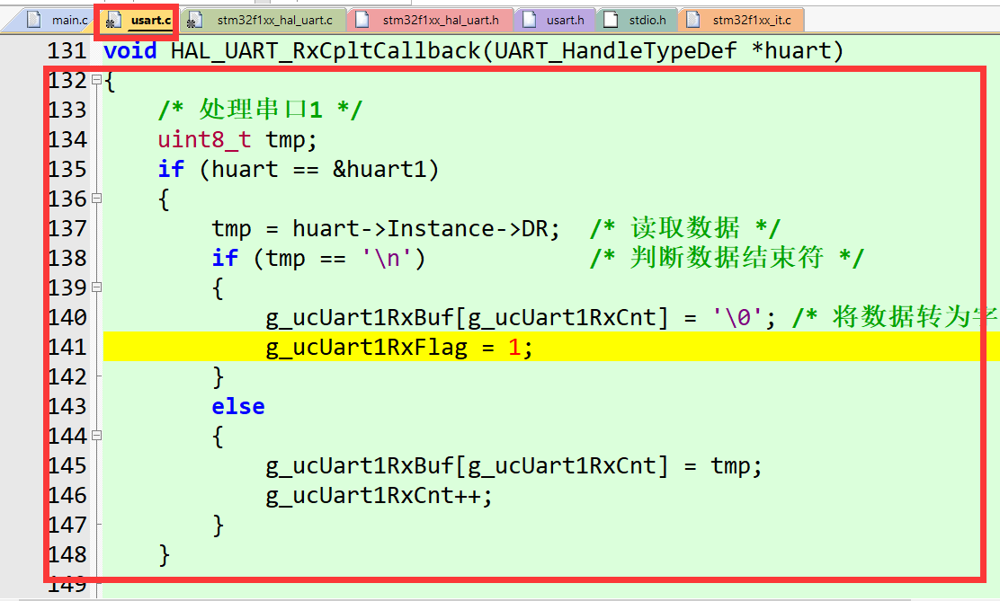 main.c usart.c stm32f1xx_hal_uart.c stm32f1xx_hal_uart.h usart.h stdio.h stm32f1xx_it.c
131 void HAL_UART_RxCpltCallback(UART_HandleTypeDef *huart)
132 {
133 /* 处理串口1 */
134 uint8_t tmp;
135 if (huart == &huart1)
136 {
137 tmp = huart->Instance->DR; /* 读取数据 */
138 if (tmp == '\n') /* 判断数据结束符 */
139 {
140 g_ucUart1RxBuf[g_ucUart1RxCnt] = '\0'; /* 将数据转为字
141 g_ucUart1RxFlag = 1;
142 }
143 else
144 {
145 g_ucUart1RxBuf[g_ucUart1RxCnt] = tmp;
146 g_ucUart1RxCnt++;
147 }
148 }
149